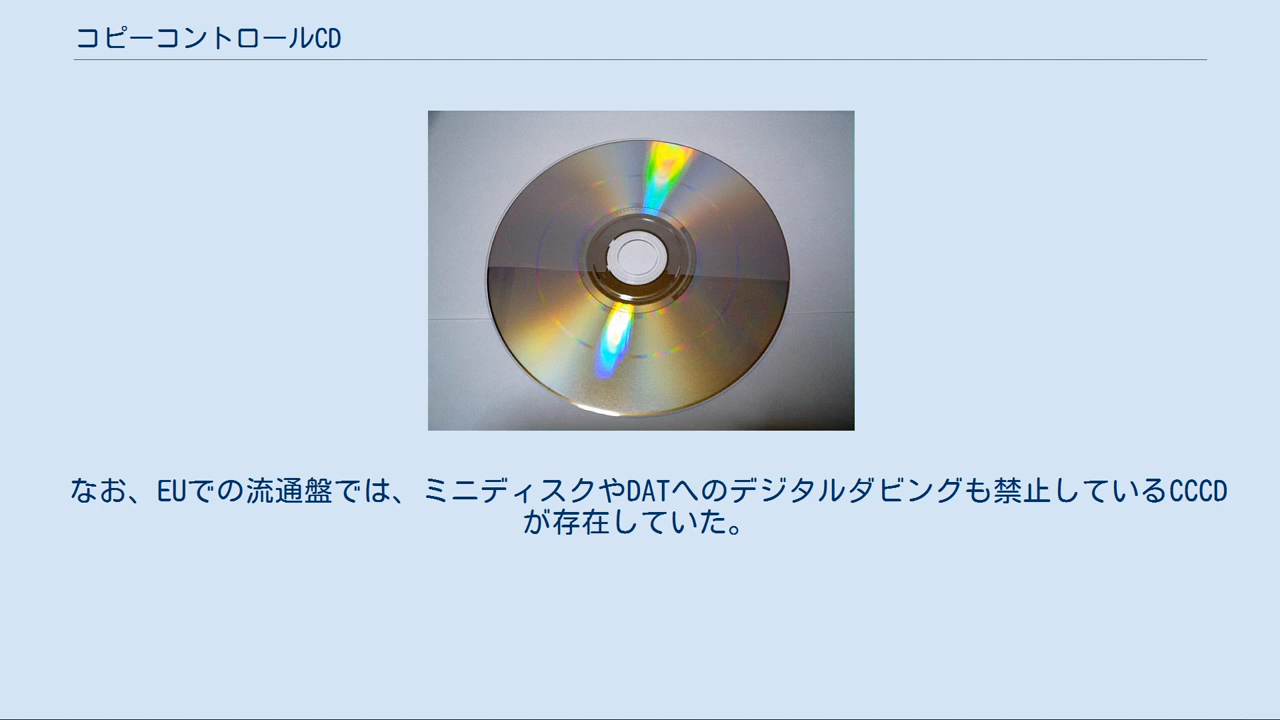 コピーコントロールCD
なお、EUでの流通盤では、ミニディスクやDATへのデジタルダビングも禁止しているCCCD
が存在していた。